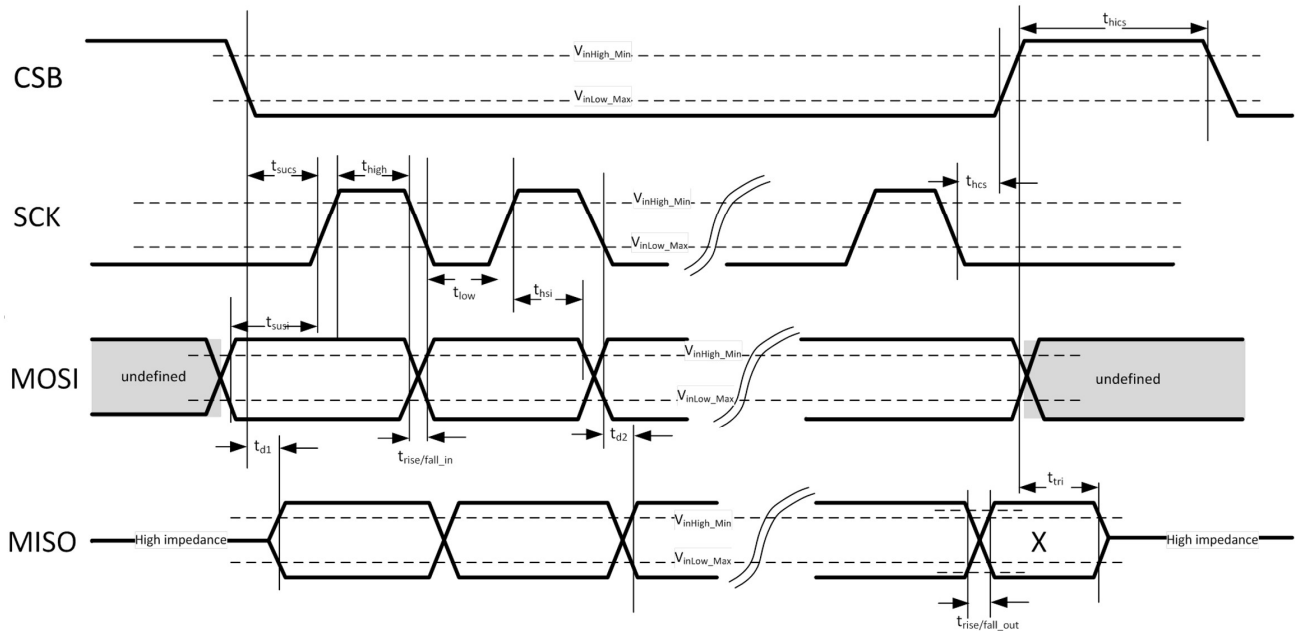 t_hics
V_inHigh_Min
CSB
V_inLow_Max
t_sucs
t_high
t_hcs
V_inHigh_Min
SCK
V_inLow_Max
t_low
t_hsi
t_susi
V_inHigh_Min
MOSI
undefined
undefined
V_inLow_Max
t_d1
t_d2
t_rise/fall_in
t_tri
V_inHigh_Min
MISO
High impedance
X
High impedance
V_inLow_Max
t_rise/fall_out